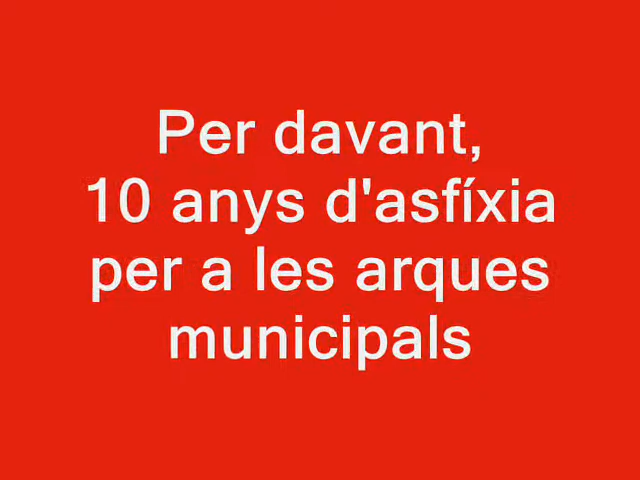 Per davant,
10 anys d'asfíxia
per a les arques
municipals